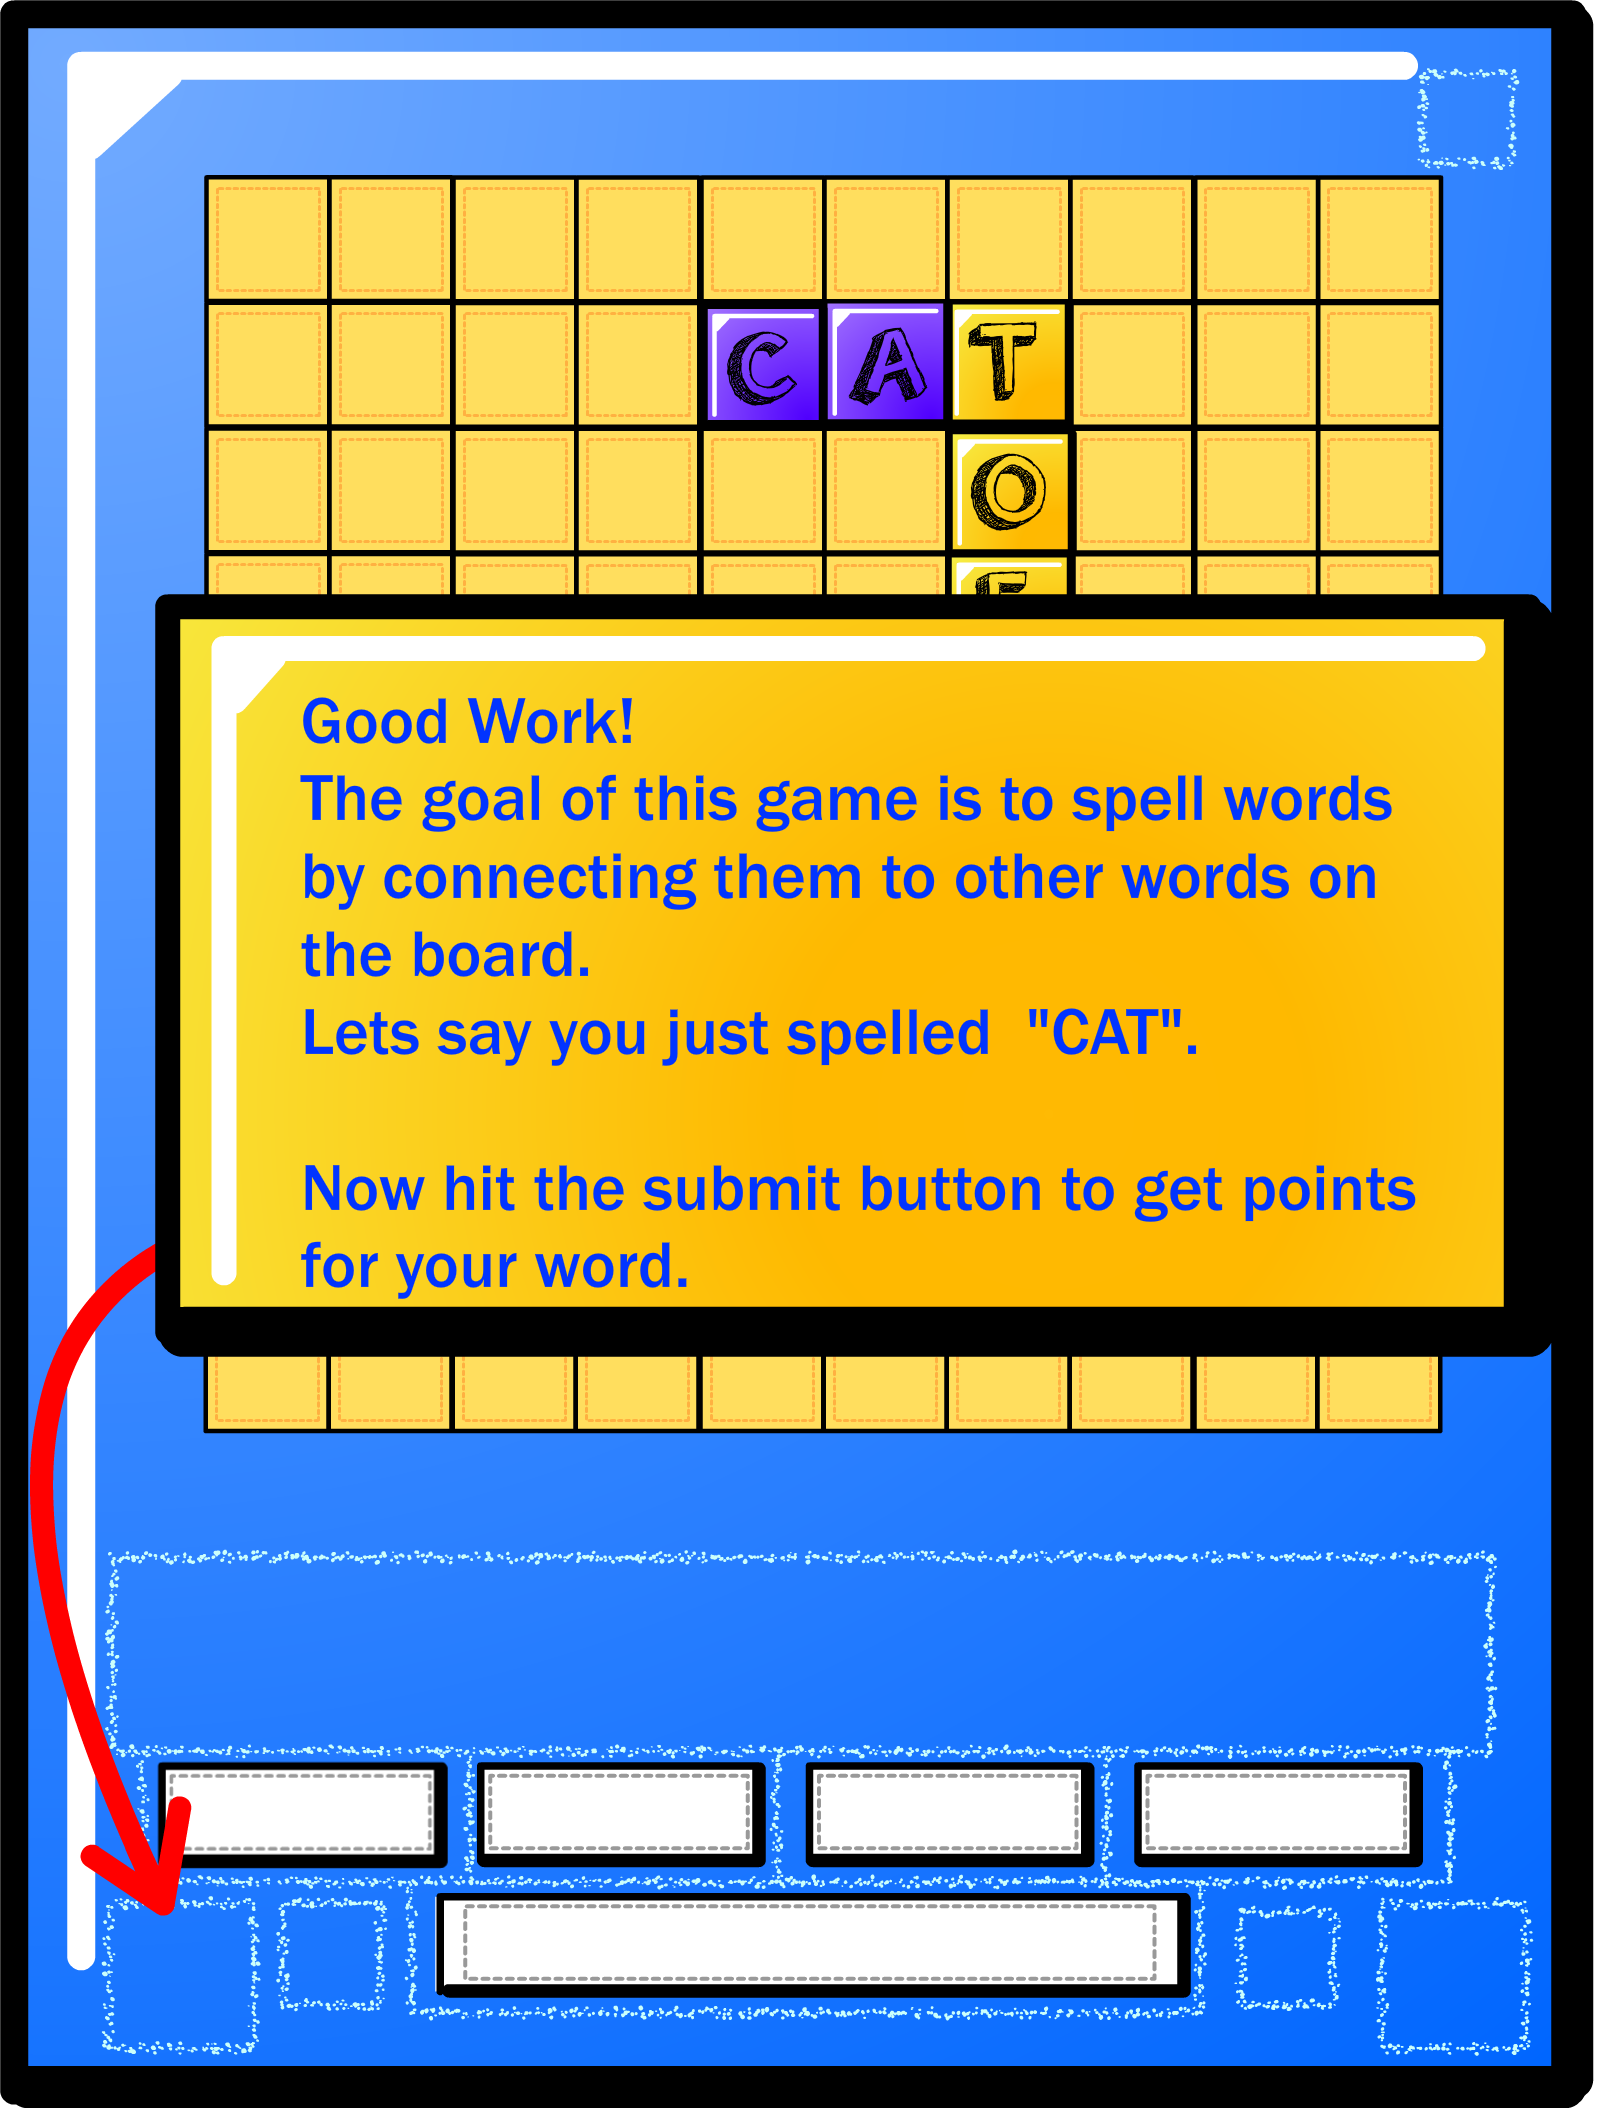 CAT
O
Good Work!
The goal of this game is to spell words
by connecting them to other words on
the board.
Lets say you just spelled "CAT".
Now hit the submit button to get points
for your word.